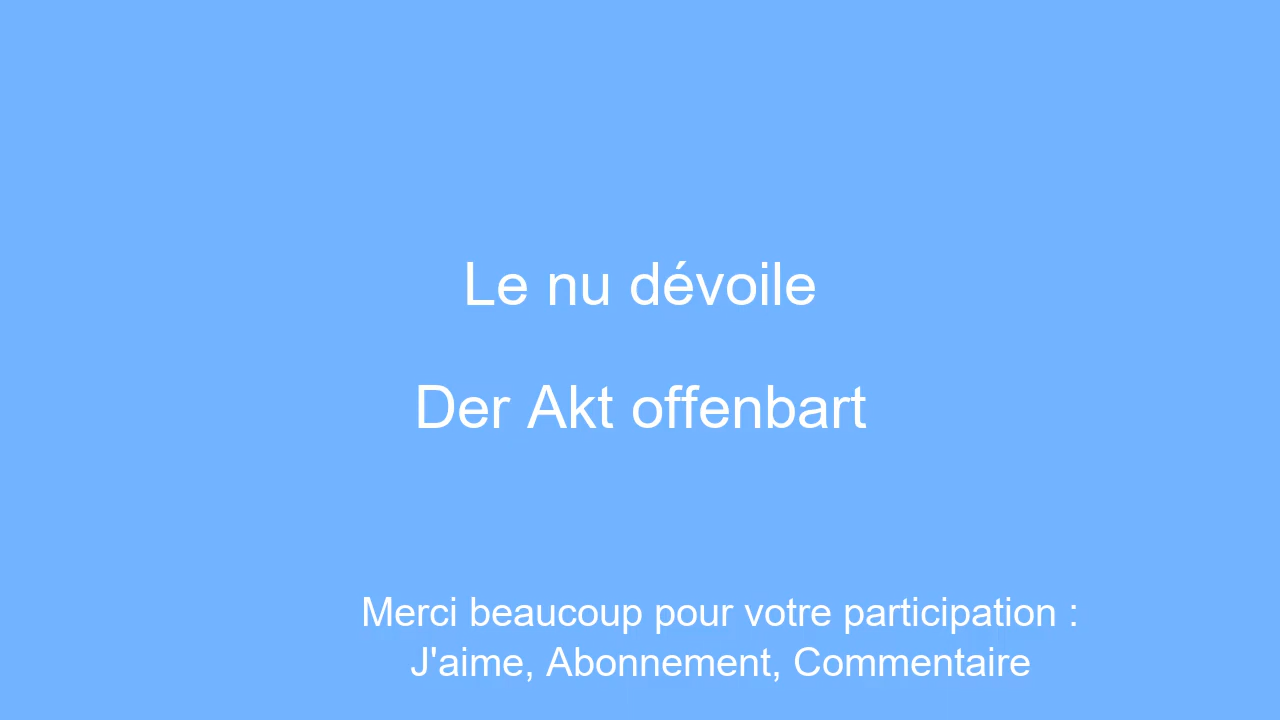 Le nu dévoile
Der Akt offenbart
Merci beaucoup pour votre participation :
J'aime, Abonnement, Commentaire